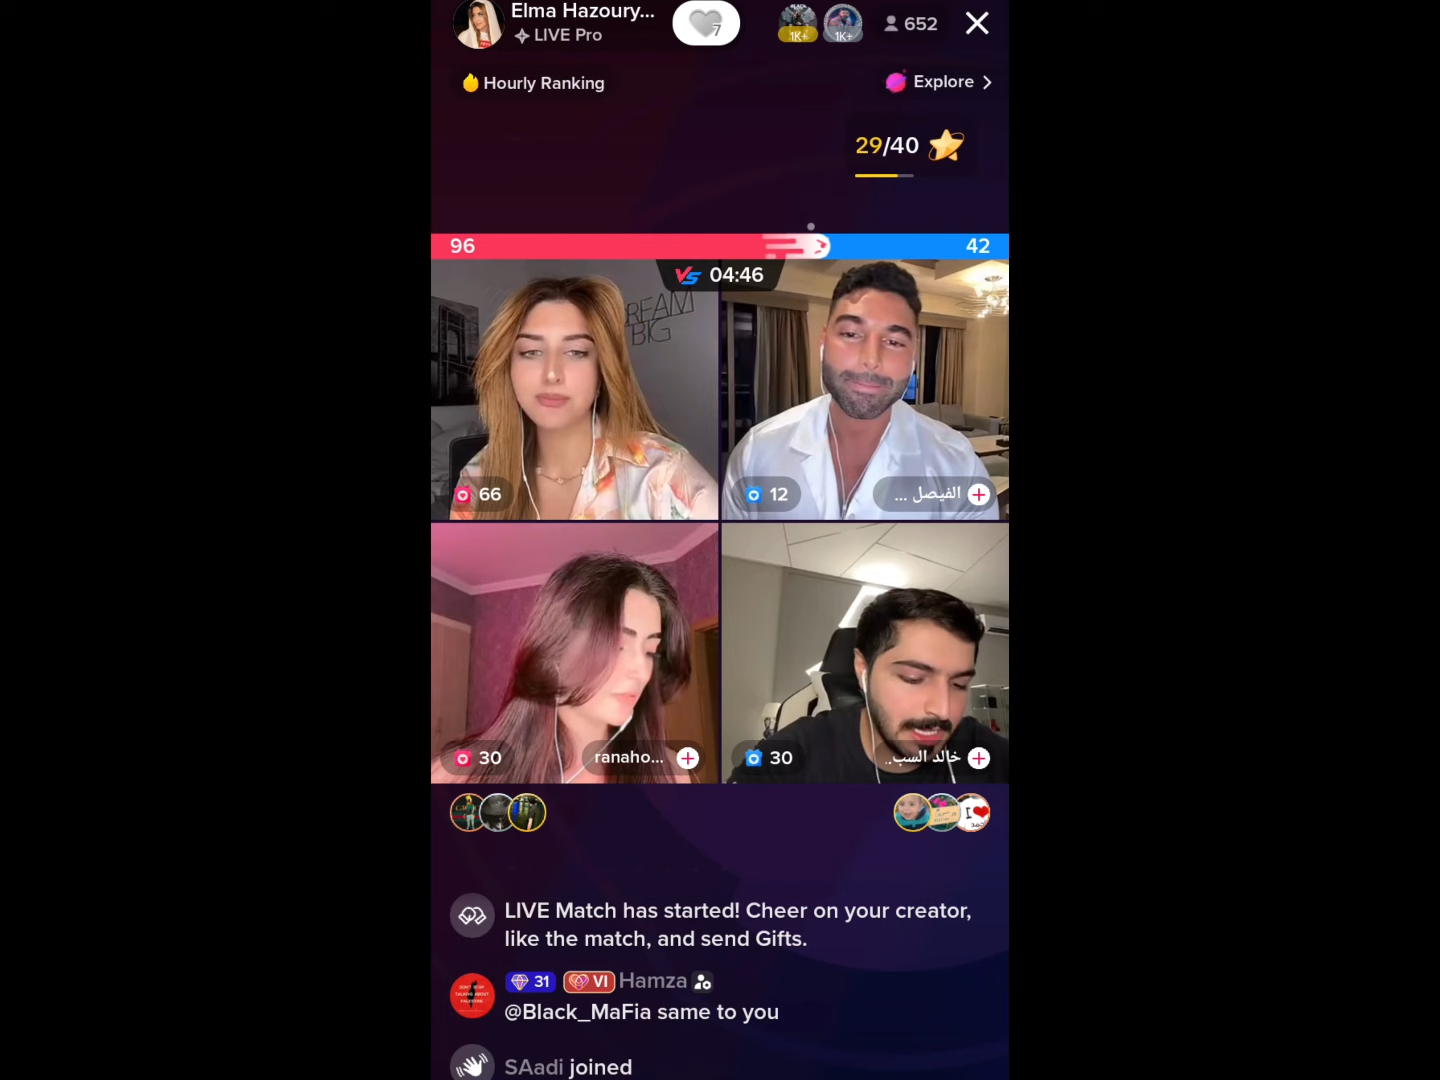 Elma Hazoury...
LIVE Pro
7
1K+
1K+
652
Hourly Ranking
Explore
29/40
96
42
VS 04:46
DREAM
BIG
66
12
الفيصل ...
30
ranaho...
30
خالد السب..
LIVE Match has started! Cheer on your creator,
like the match, and send Gifts.
31 VI Hamza
@Black_MaFia same to you
SAadi joined